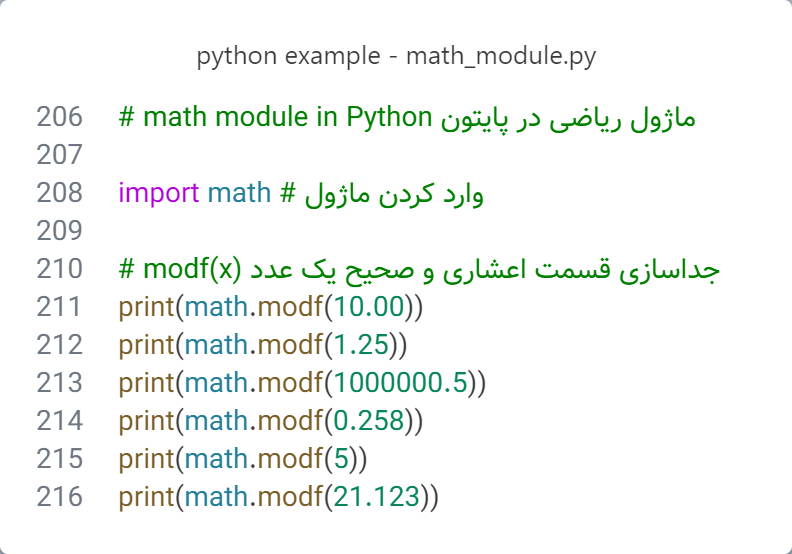 python example - math_module.py
206 # math module in Python ماژول ریاضی در پایتون
207
208 import math # وارد کردن ماژول
209
210 # modf(x) جداسازی قسمت اعشاری و صحیح یک عدد
211 print(math.modf(10.00))
212 print(math.modf(1.25))
213 print(math.modf(1000000.5))
214 print(math.modf(0.258))
215 print(math.modf(5))
216 print(math.modf(21.123))